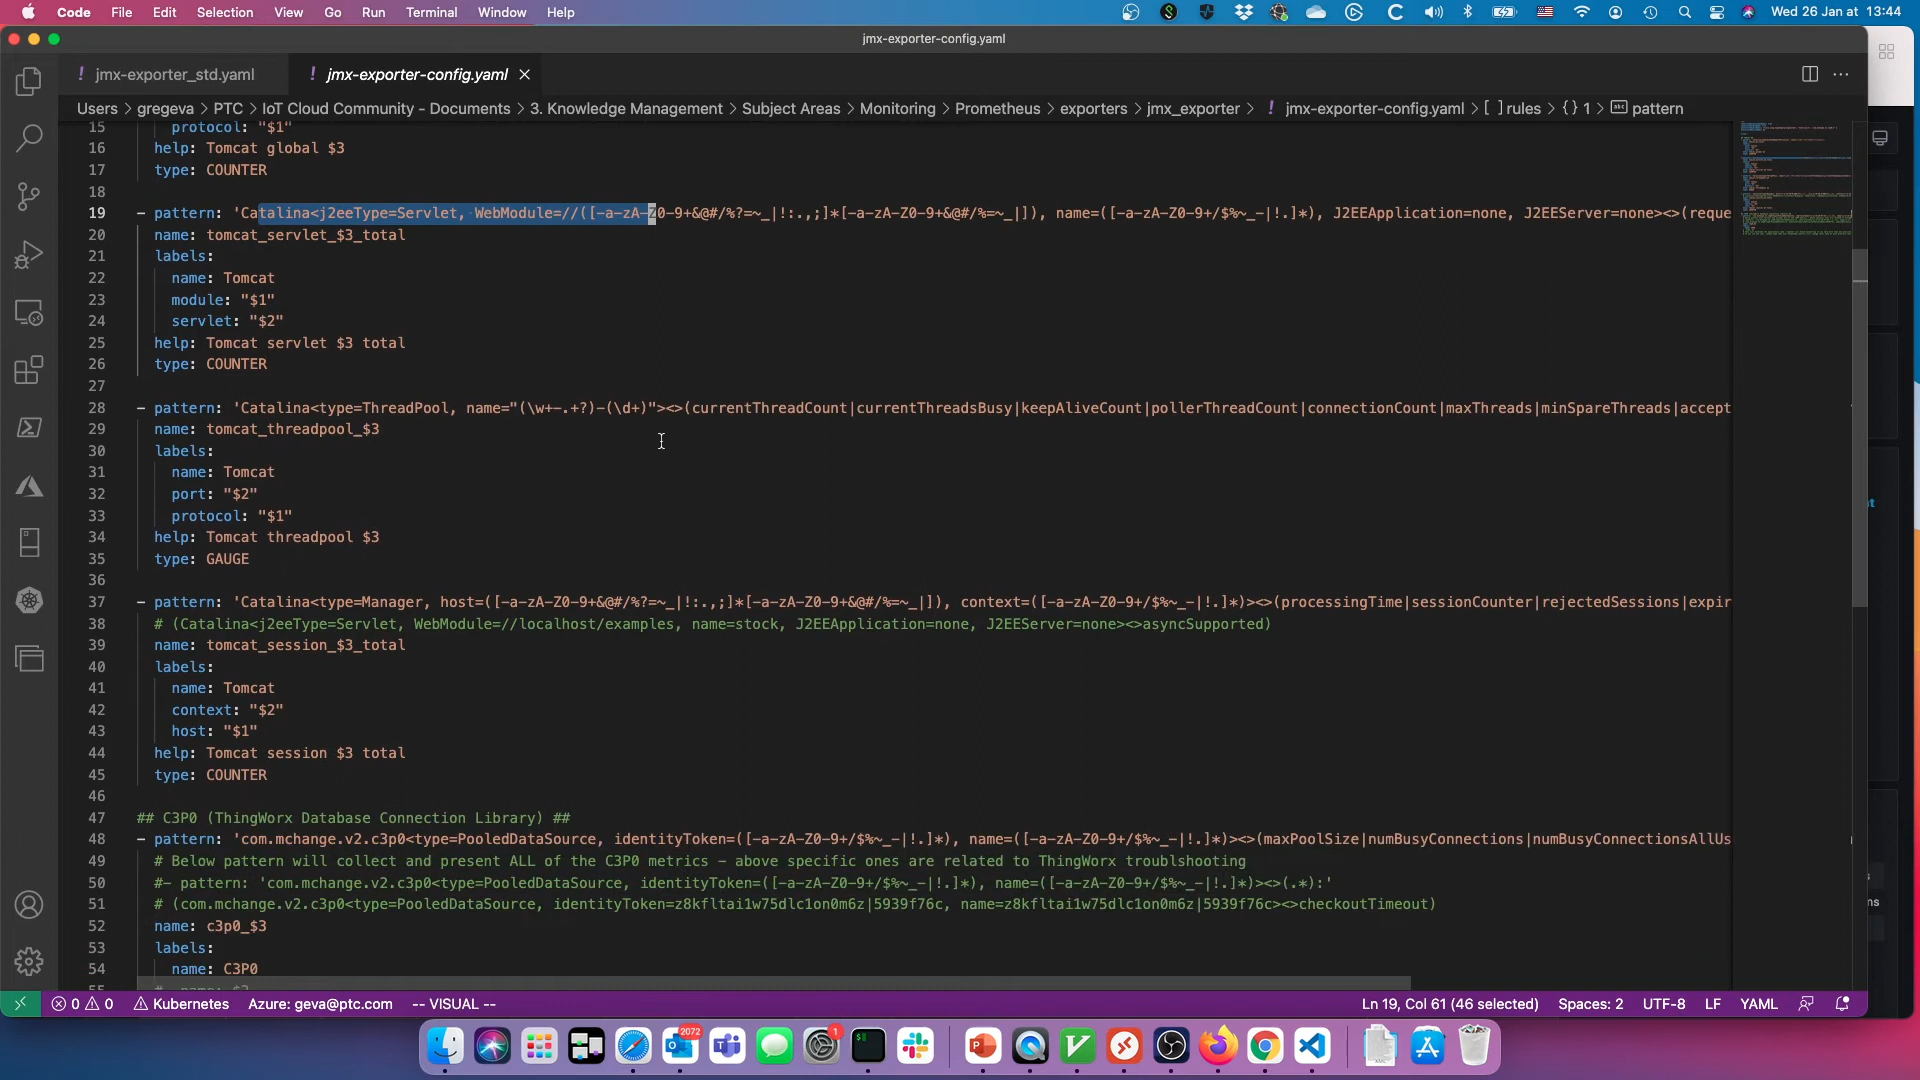 Code File Edit Selection View Go Run Terminal Window Help Wed 26 Jan at 13:44
jmx-exporter-config.yaml
! jmx-exporter_std.yaml ! jmx-exporter-config.yaml
Users > gregeva > PTC > IoT Cloud Community - Documents > 3. Knowledge Management > Subject Areas > Monitoring > Prometheus > exporters > jmx_exporter > ! jmx-exporter-config.yaml > [ ] rules > { } 1 > abc pattern
15 protocol: "$1"
16 help: Tomcat global $3
17 type: COUNTER
18
19 - pattern: 'Catalina<j2eeType=Servlet, WebModule=//([-a-zA-Z0-9+&@#/%?=~_|!:.,;]*[-a-zA-Z0-9+&@#/%=~_|]), name=([-a-zA-Z0-9+/$%~_-|!.]*), J2EEApplication=none, J2EEServer=none><>(reque
20 name: tomcat_servlet_$3_total
21 labels:
22 name: Tomcat
23 module: "$1"
24 servlet: "$2"
25 help: Tomcat servlet $3 total
26 type: COUNTER
27
28 - pattern: 'Catalina<type=ThreadPool, name="(\w+-.+?)-(\d+)"><>(currentThreadCount|currentThreadsBusy|keepAliveCount|pollerThreadCount|connectionCount|maxThreads|minSpareThreads|accept
29 name: tomcat_threadpool_$3
30 labels:
31 name: Tomcat
32 port: "$2"
33 protocol: "$1"
34 help: Tomcat threadpool $3
35 type: GAUGE
36
37 - pattern: 'Catalina<type=Manager, host=([-a-zA-Z0-9+&@#/%?=~_|!:.,;]*[-a-zA-Z0-9+&@#/%=~_|]), context=([-a-zA-Z0-9+/$%~_-|!.]*)><>(processingTime|sessionCounter|rejectedSessions|expir
38 # (Catalina<j2eeType=Servlet, WebModule=//localhost/examples, name=stock, J2EEApplication=none, J2EEServer=none><>asyncSupported)
39 name: tomcat_session_$3_total
40 labels:
41 name: Tomcat
42 context: "$2"
43 host: "$1"
44 help: Tomcat session $3 total
45 type: COUNTER
46
47 ## C3P0 (ThingWorx Database Connection Library) ##
48 - pattern: 'com.mchange.v2.c3p0<type=PooledDataSource, identityToken=([-a-zA-Z0-9+/$%~_-|!.]*), name=([-a-zA-Z0-9+/$%~_-|!.]*)><>(maxPoolSize|numBusyConnections|numBusyConnectionsAllUs
49 # Below pattern will collect and present ALL of the C3P0 metrics - above specific ones are related to ThingWorx troublshooting
50 #- pattern: 'com.mchange.v2.c3p0<type=PooledDataSource, identityToken=([-a-zA-Z0-9+/$%~_-|!.]*), name=([-a-zA-Z0-9+/$%~_-|!.]*)><>(.*):'
51 # (com.mchange.v2.c3p0<type=PooledDataSource, identityToken=z8kfltai1w75dlc1on0m6z|5939f76c, name=z8kfltai1w75dlc1on0m6z|5939f76c><>checkoutTimeout)
52 name: c3p0_$3
53 labels:
54 name: C3P0
0 0 Kubernetes Azure: geva@ptc.com -- VISUAL -- Ln 19, Col 61 (46 selected) Spaces: 2 UTF-8 LF YAML
2072 1